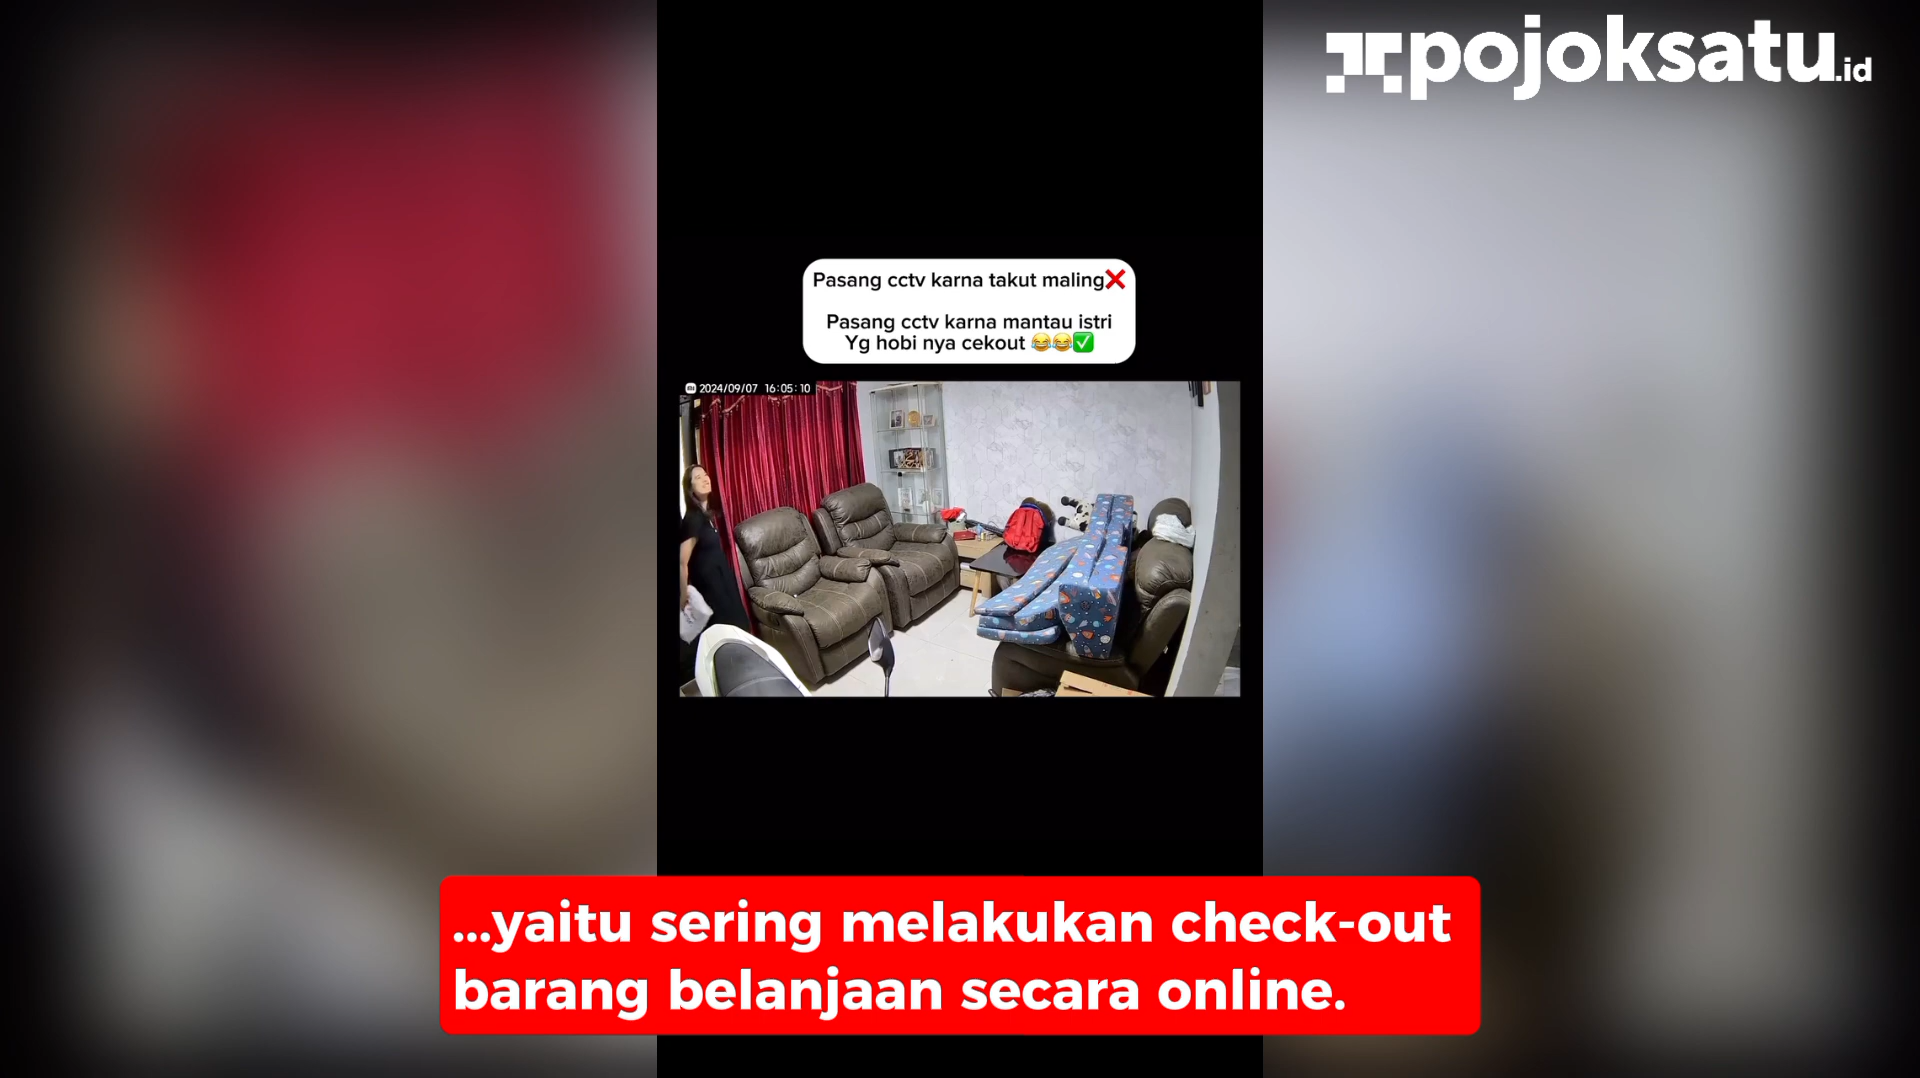 pojoksatu.id
Pasang cctv karna takut maling❌
Pasang cctv karna mantau istri
Yg hobi nya cekout 😂😂✅
2024/09/07 16:05:10
...yaitu sering melakukan check-out
barang belanjaan secara online.